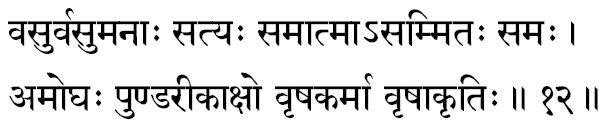 वसुर्वसुमनाः सत्यः समात्माऽसम्मितः समः।
अमोघः पुण्डरीकाक्षो वृषकर्मा वृषाकृतिः॥ १२॥